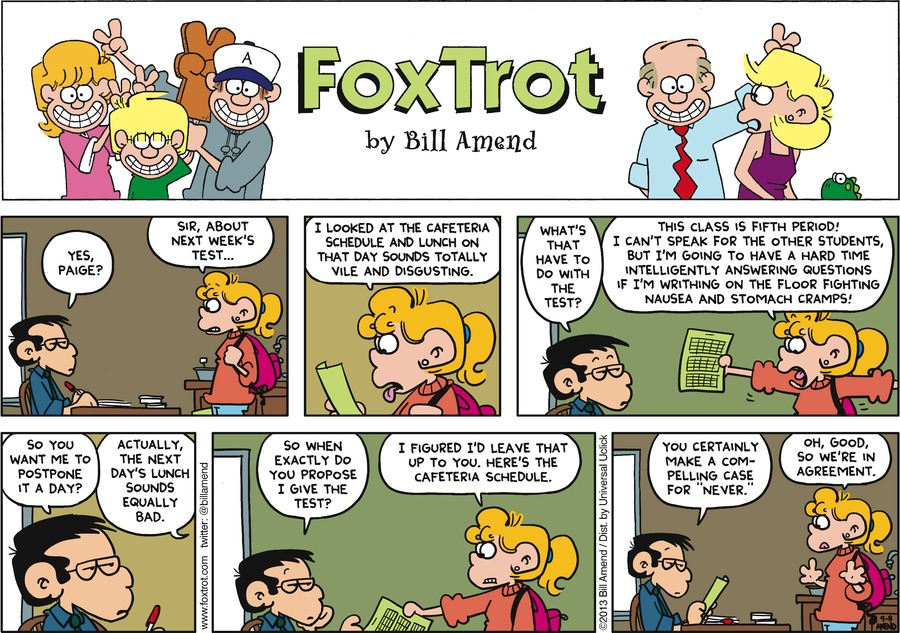 A
FoxTrot
by Bill Amend
YES,
PAIGE?
SIR, ABOUT
NEXT WEEK'S
TEST...
I LOOKED AT THE CAFETERIA
SCHEDULE AND LUNCH ON
THAT DAY SOUNDS TOTALLY
VILE AND DISGUSTING.
WHAT'S
THAT
HAVE TO
DO WITH
THE
TEST?
THIS CLASS IS FIFTH PERIOD!
I CAN'T SPEAK FOR THE OTHER STUDENTS,
BUT I'M GOING TO HAVE A HARD TIME
INTELLIGENTLY ANSWERING QUESTIONS
IF I'M WRITHING ON THE FLOOR FIGHTING
NAUSEA AND STOMACH CRAMPS!
SO YOU
WANT ME TO
POSTPONE
IT A DAY?
ACTUALLY,
THE NEXT
DAY'S LUNCH
SOUNDS
EQUALLY
BAD.
www.foxtrot.com twitter: @billamend
SO WHEN
EXACTLY DO
YOU PROPOSE
I GIVE THE
TEST?
I FIGURED I'D LEAVE THAT
UP TO YOU. HERE'S THE
CAFETERIA SCHEDULE.
©2013 Bill Amend / Dist. by Universal Uclick
YOU CERTAINLY
MAKE A COM-
PELLING CASE
FOR "NEVER."
OH, GOOD,
SO WE'RE IN
AGREEMENT.
9-8
AMEND